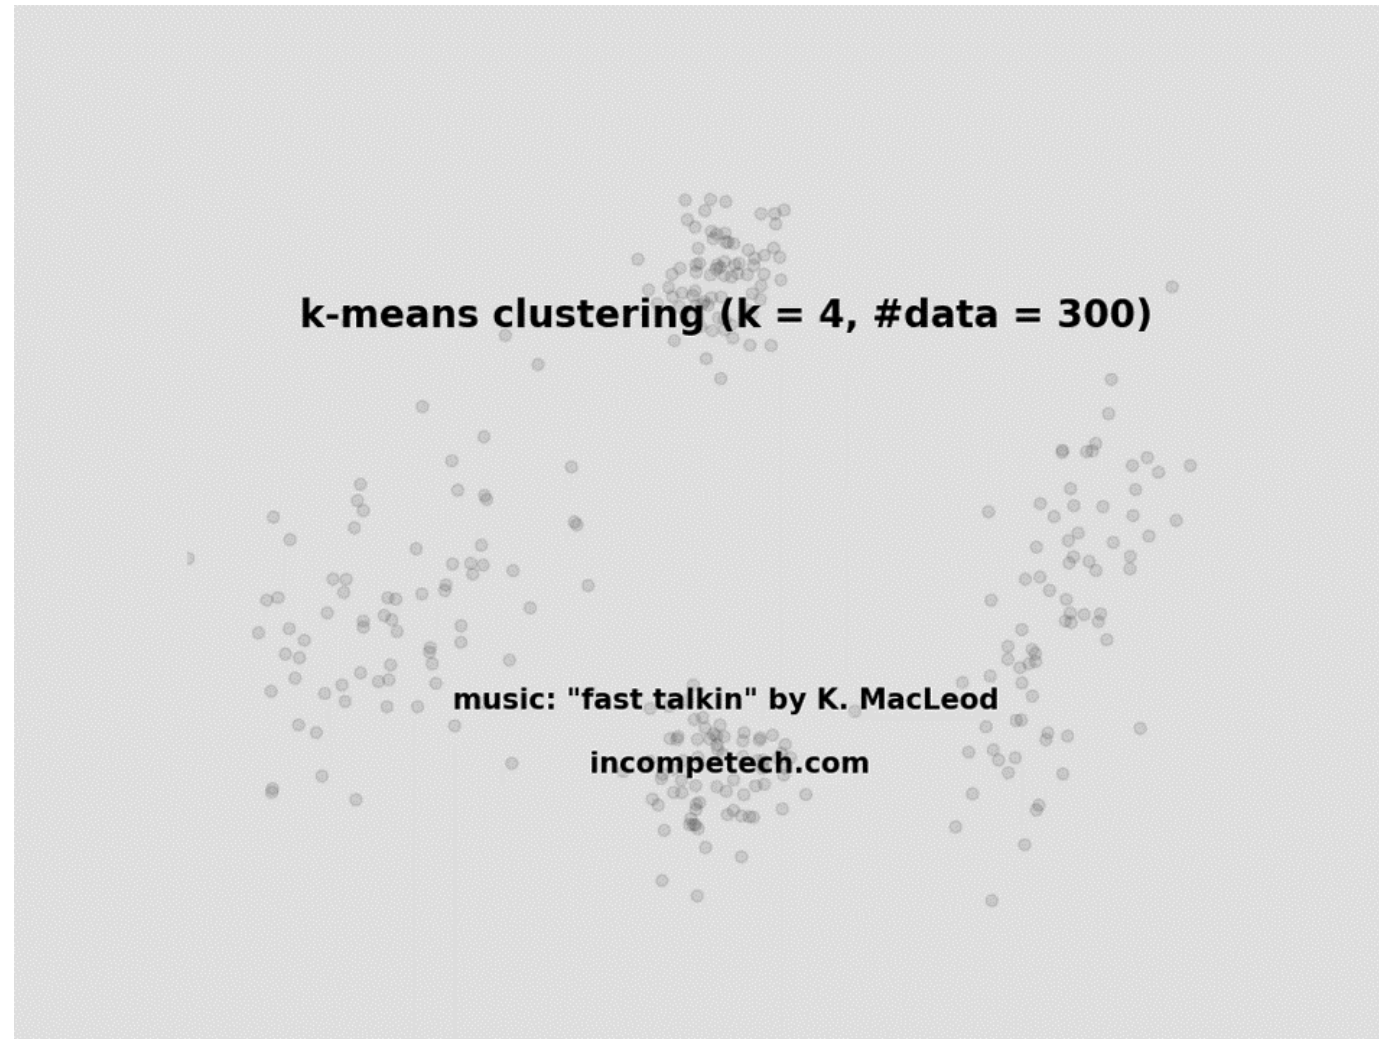 k-means clustering (k = 4, #data = 300)
music: "fast talkin" by K. MacLeod
incompetech.com